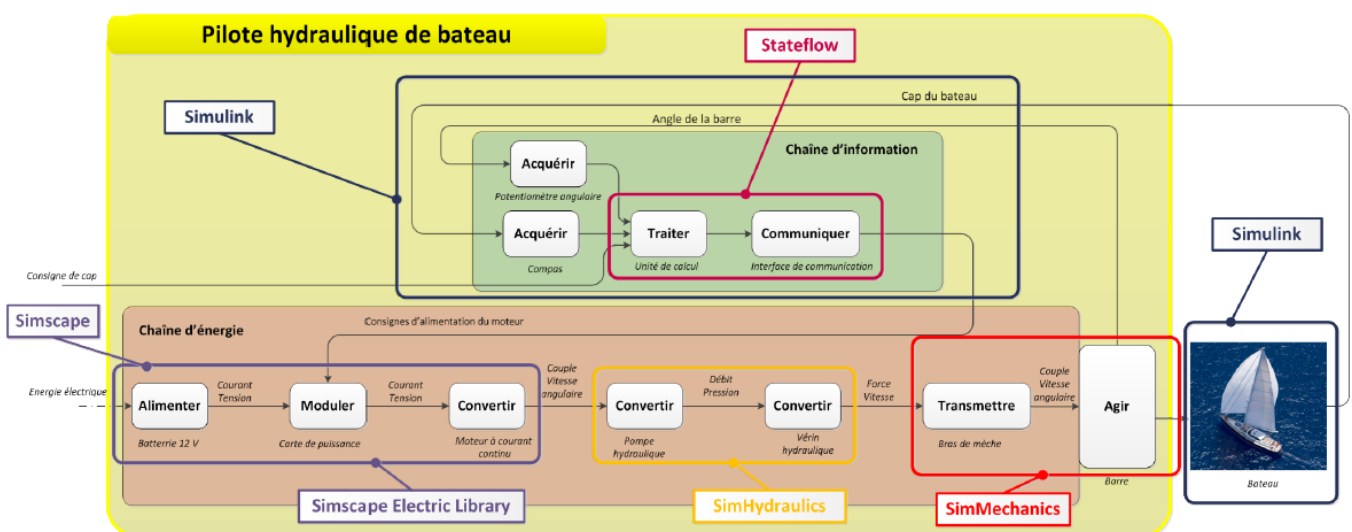 Pilote hydraulique de bateau
Stateflow
Simulink
Cap du bateau
Angle de la barre
Chaîne d'information
Acquérir
Potentiomètre angulaire
Acquérir
Compas
Traiter
Unité de calcul
Communiquer
Interface de communication
Simulink
Consigne de cap
Simscape
Chaîne d'énergie
Consignes d'alimentation du moteur
Energie électrique
Alimenter
Batterrie 12 V
Courant
Tension
Moduler
Carte de puissance
Courant
Tension
Convertir
Moteur à courant
continu
Couple
Vitesse
angulaire
Convertir
Pompe
hydraulique
Débit
Pression
Convertir
Vérin
hydraulique
Force
Vitesse
Transmettre
Bras de mèche
Couple
Vitesse
angulaire
Agir
Barre
Bateau
Simscape Electric Library
SimHydraulics
SimMechanics